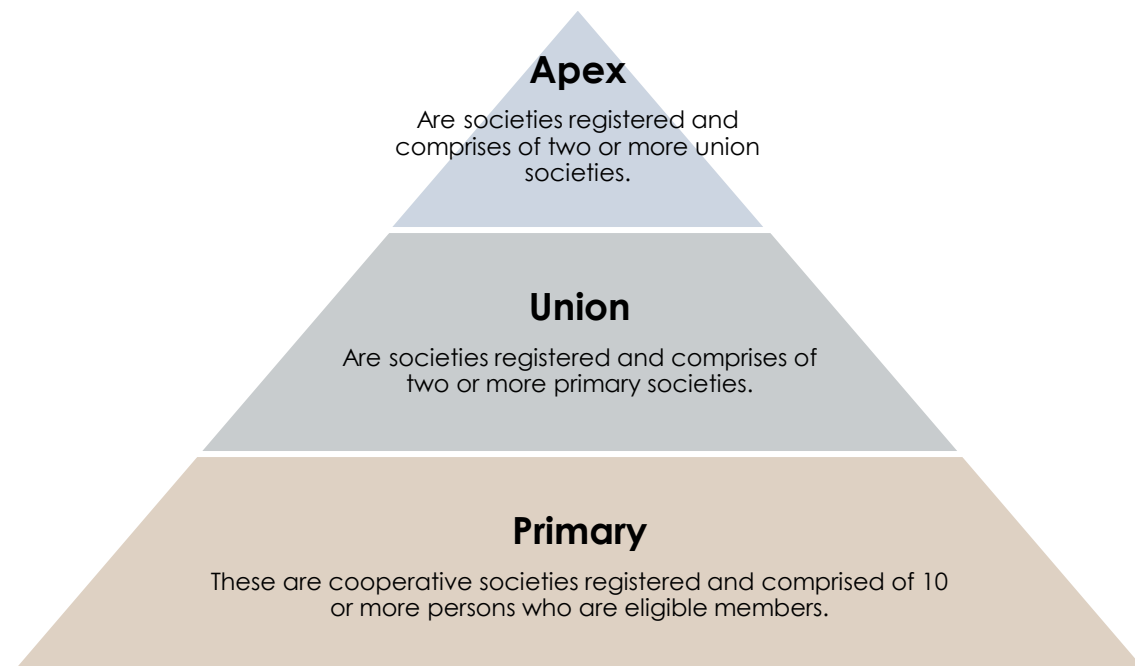 Apex
Are societies registered and
comprises of two or more union
societies.
Union
Are societies registered and comprises of
two or more primary societies.
Primary
These are cooperative societies registered and comprised of 10
or more persons who are eligible members.